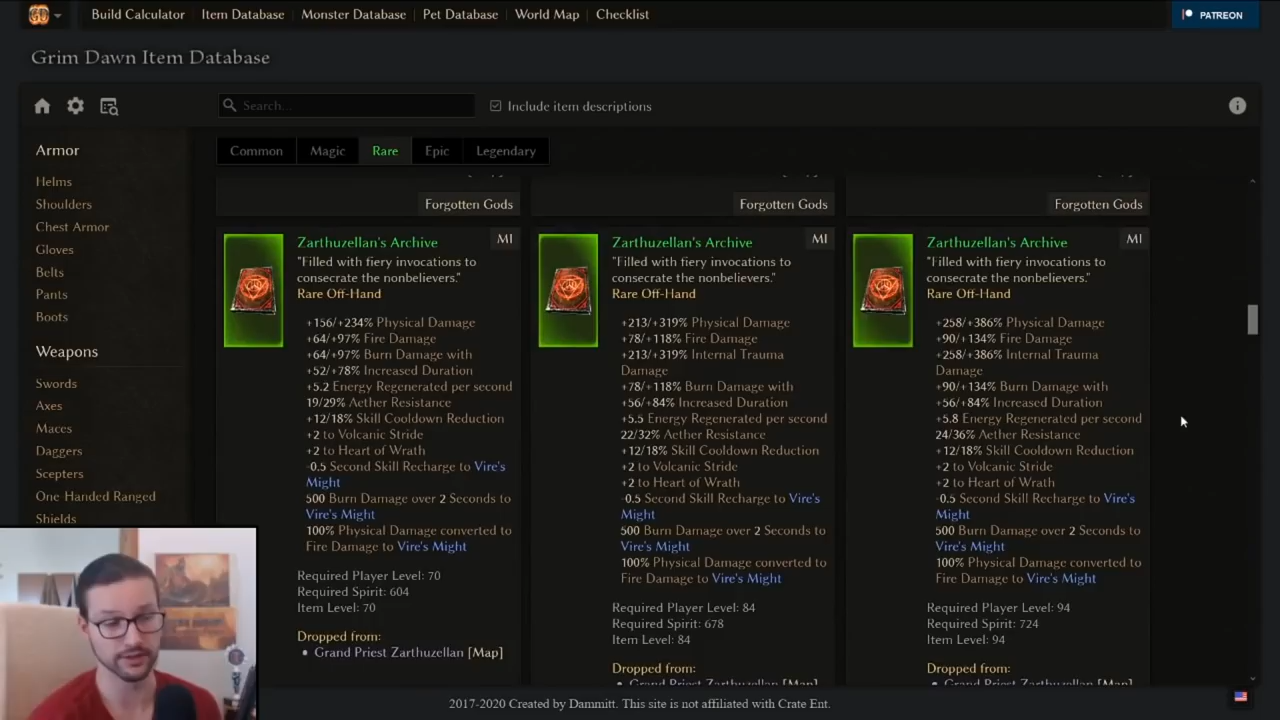 Build Calculator Item Database Monster Database Pet Database World Map Checklist PATREON
Grim Dawn Item Database
Search...
Include item descriptions
Armor
Helms
Shoulders
Chest Armor
Gloves
Belts
Pants
Boots
Weapons
Swords
Axes
Maces
Daggers
Scepters
One Handed Ranged
Shields
Common Magic Rare Epic Legendary
Forgotten Gods
Forgotten Gods
Forgotten Gods
Zarthuzellan's Archive MI
"Filled with fiery invocations to
consecrate the nonbelievers."
Rare Off-Hand
+156/+234% Physical Damage
+64/+97% Fire Damage
+64/+97% Burn Damage with
+52/+78% Increased Duration
+5.2 Energy Regenerated per second
19/29% Aether Resistance
+12/18% Skill Cooldown Reduction
+2 to Volcanic Stride
+2 to Heart of Wrath
-0.5 Second Skill Recharge to Vire's
Might
500 Burn Damage over 2 Seconds to
Vire's Might
100% Physical Damage converted to
Fire Damage to Vire's Might
Required Player Level: 70
Required Spirit: 604
Item Level: 70
Dropped from:
• Grand Priest Zarthuzellan [Map]
Zarthuzellan's Archive MI
"Filled with fiery invocations to
consecrate the nonbelievers."
Rare Off-Hand
+213/+319% Physical Damage
+78/+118% Fire Damage
+213/+319% Internal Trauma
Damage
+78/+118% Burn Damage with
+56/+84% Increased Duration
+5.5 Energy Regenerated per second
22/32% Aether Resistance
+12/18% Skill Cooldown Reduction
+2 to Volcanic Stride
+2 to Heart of Wrath
-0.5 Second Skill Recharge to Vire's
Might
500 Burn Damage over 2 Seconds to
Vire's Might
100% Physical Damage converted to
Fire Damage to Vire's Might
Required Player Level: 84
Required Spirit: 678
Item Level: 84
Dropped from:
• Grand Priest Zarthuzellan [Map]
Zarthuzellan's Archive MI
"Filled with fiery invocations to
consecrate the nonbelievers."
Rare Off-Hand
+258/+386% Physical Damage
+90/+134% Fire Damage
+258/+386% Internal Trauma
Damage
+90/+134% Burn Damage with
+56/+84% Increased Duration
+5.8 Energy Regenerated per second
24/36% Aether Resistance
+12/18% Skill Cooldown Reduction
+2 to Volcanic Stride
+2 to Heart of Wrath
-0.5 Second Skill Recharge to Vire's
Might
500 Burn Damage over 2 Seconds to
Vire's Might
100% Physical Damage converted to
Fire Damage to Vire's Might
Required Player Level: 94
Required Spirit: 724
Item Level: 94
Dropped from:
• Grand Priest Zarthuzellan [Map]
2017-2020 Created by Dammitt. This site is not affiliated with Crate Ent.